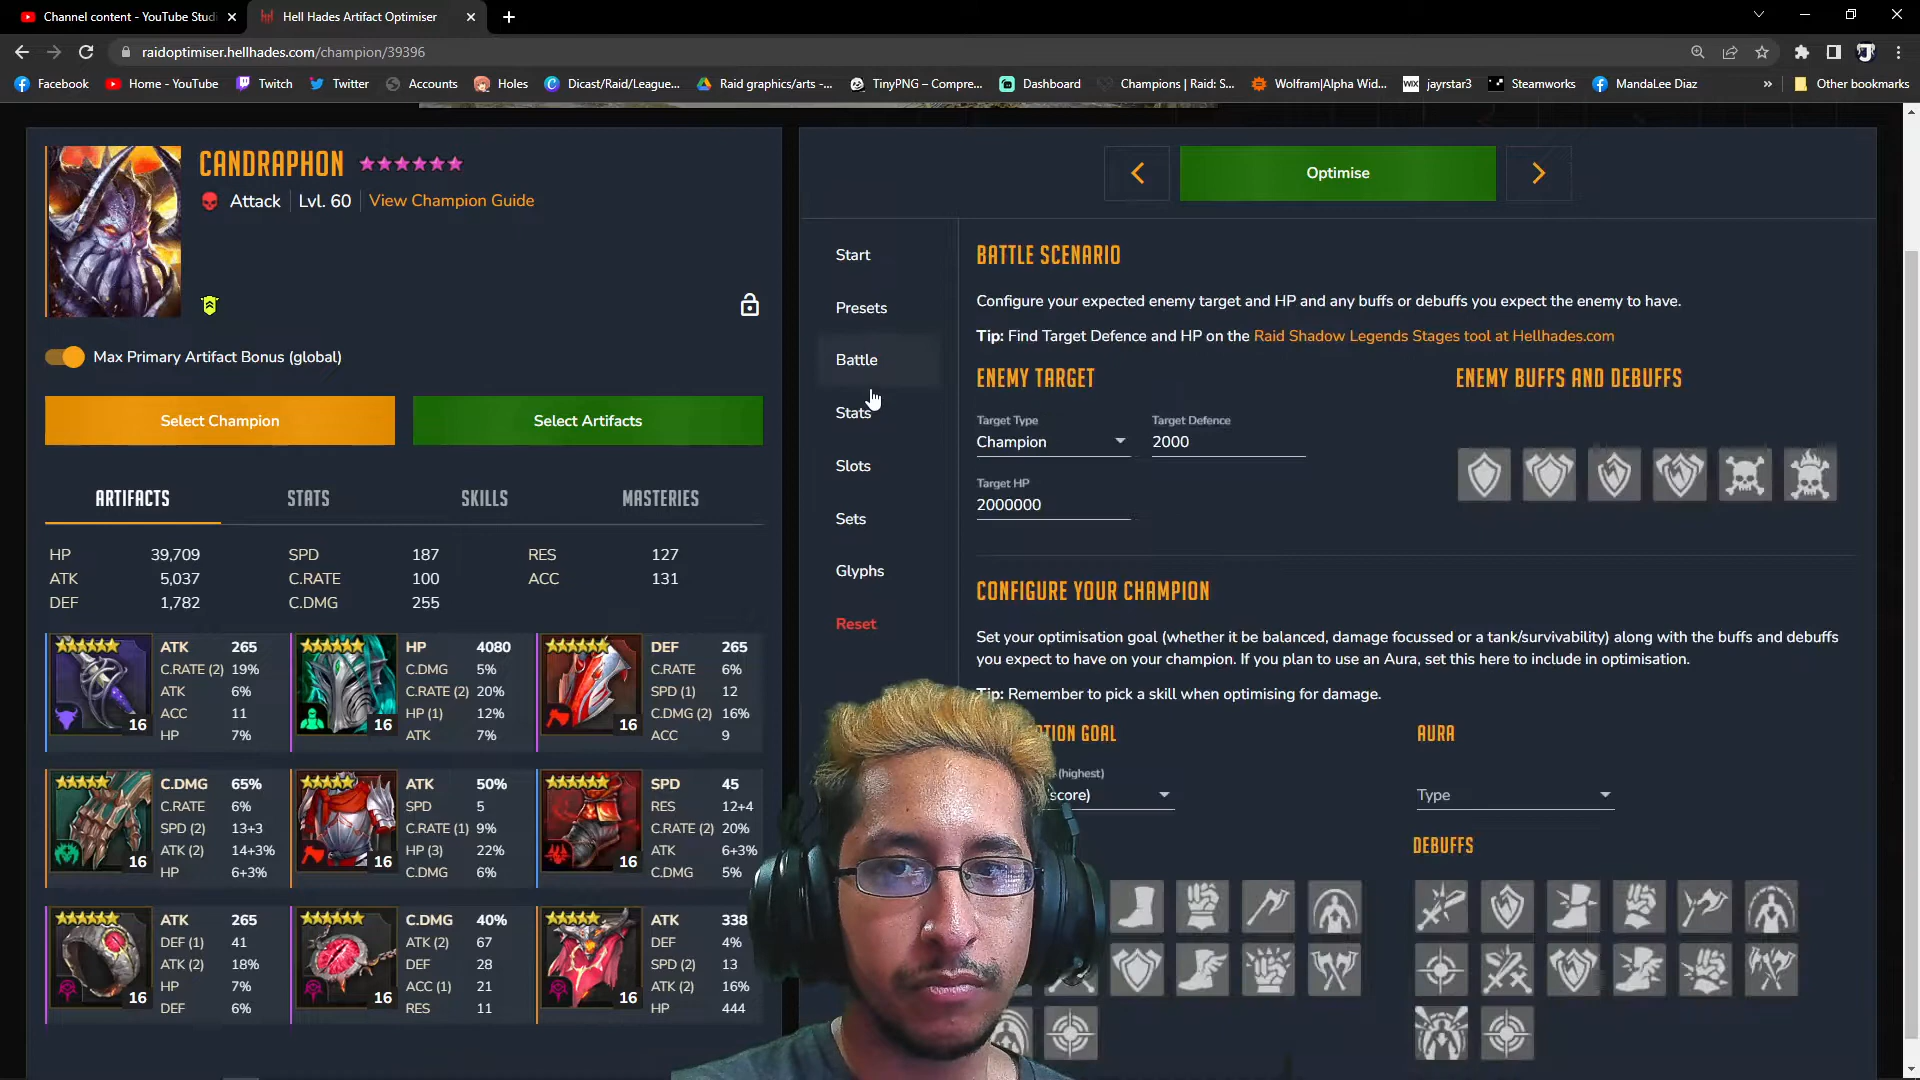 Channel content - YouTube Studi
Hell Hades Artifact Optimiser
raidoptimiser.hellhades.com/champion/39396
Facebook
Home - YouTube
Twitch
Twitter
Accounts
Holes
Dicast/Raid/League...
Raid graphics/arts -...
TinyPNG – Compre...
Dashboard
Champions | Raid: S...
Wolfram|Alpha Wid...
WIX jayrstar3
Steamworks
MandaLee Diaz
»
Other bookmarks
CANDRAPHON
Attack Lvl. 60 View Champion Guide
Max Primary Artifact Bonus (global)
Select Champion
Select Artifacts
ARTIFACTS STATS SKILLS MASTERIES
HP 39,709 SPD 187 RES 127
ATK 5,037 C.RATE 100 ACC 131
DEF 1,782 C.DMG 255
16
ATK 265
C.RATE (2) 19%
ATK 6%
ACC 11
HP 7%
16
HP 4080
C.DMG 5%
C.RATE (2) 20%
HP (1) 12%
ATK 7%
16
DEF 265
C.RATE 6%
SPD (1) 12
C.DMG (2) 16%
ACC 9
16
C.DMG 65%
C.RATE 6%
SPD (2) 13+3
ATK (2) 14+3%
HP 6+3%
16
ATK 50%
SPD 5
C.RATE (1) 9%
HP (3) 22%
C.DMG 6%
16
SPD 45
RES 12+4
C.RATE (2) 20%
ATK 6+3%
C.DMG 5%
16
ATK 265
DEF (1) 41
ATK (2) 18%
HP 7%
DEF 6%
16
C.DMG 40%
ATK (2) 67
DEF 28
ACC (1) 21
RES 11
16
ATK 338
DEF 4%
SPD (2) 13
ATK (2) 16%
HP 444
Optimise
Start
Presets
Battle
Stats
Slots
Sets
Glyphs
Reset
BATTLE SCENARIO
Configure your expected enemy target and HP and any buffs or debuffs you expect the enemy to have.
Tip: Find Target Defence and HP on the Raid Shadow Legends Stages tool at Hellhades.com
ENEMY TARGET
Target Type
Champion
Target Defence
2000
Target HP
2000000
ENEMY BUFFS AND DEBUFFS
CONFIGURE YOUR CHAMPION
Set your optimisation goal (whether it be balanced, damage focussed or a tank/survivability) along with the buffs and debuffs
you expect to have on your champion. If you plan to use an Aura, set this here to include in optimisation.
Tip: Remember to pick a skill when optimising for damage.
GOAL
(highest)
score)
AURA
Type
DEBUFFS